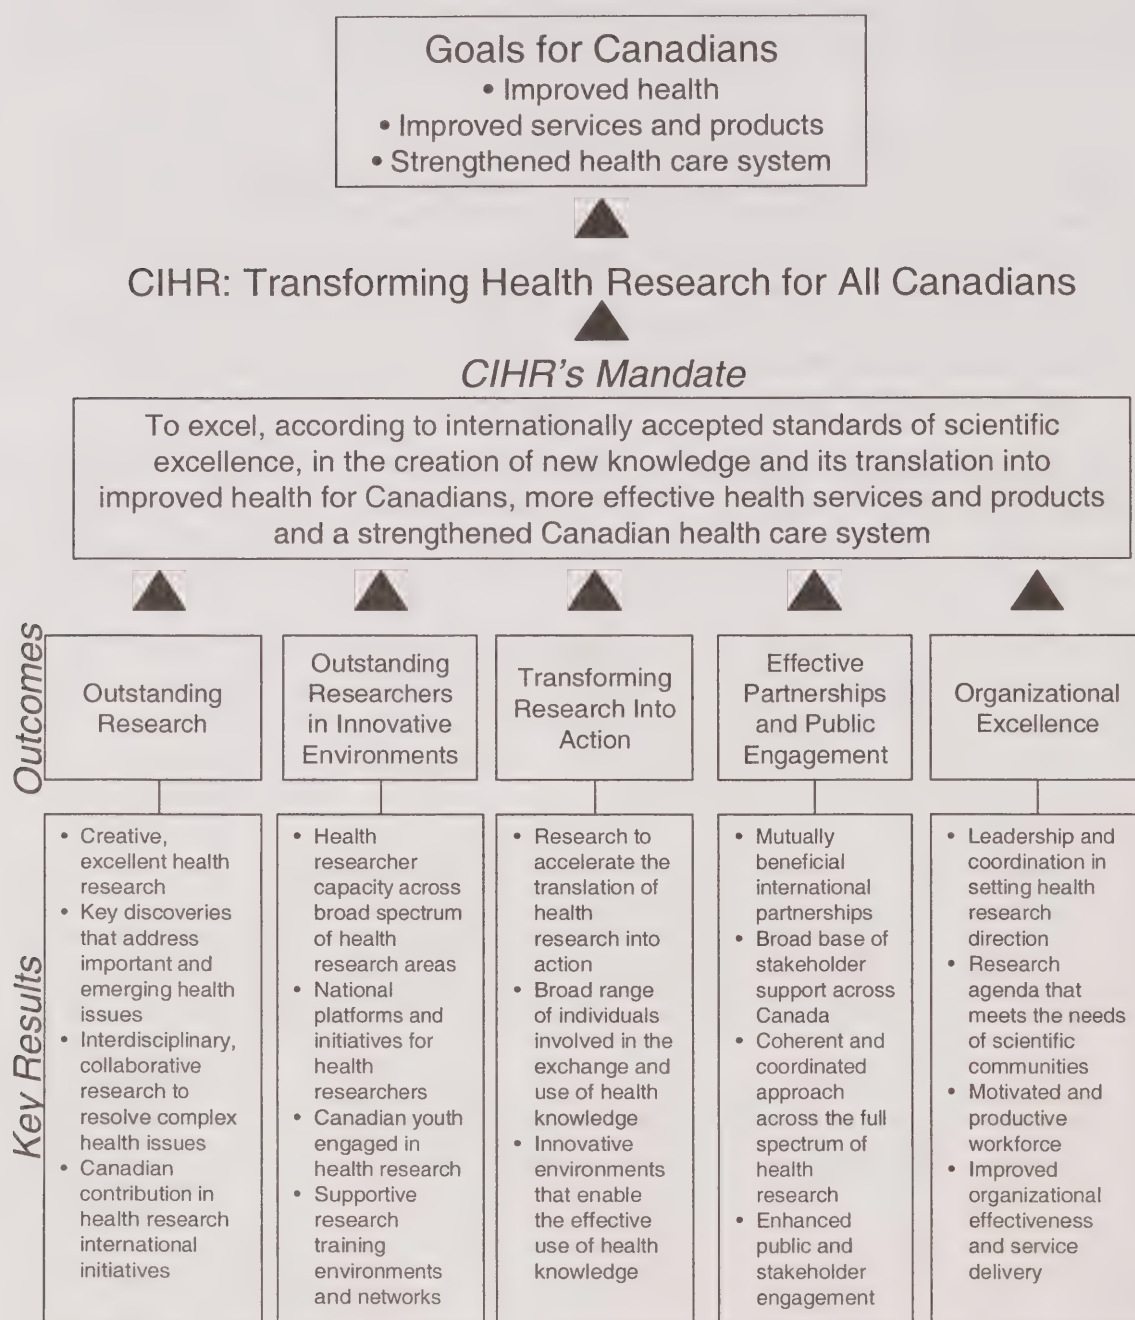 Goals for Canadians
• Improved health
• Improved services and products
• Strengthened health care system
CIHR: Transforming Health Research for All Canadians
CIHR's Mandate
To excel, according to internationally accepted standards of scientific
excellence, in the creation of new knowledge and its translation into
improved health for Canadians, more effective health services and products
and a strengthened Canadian health care system
Outcomes
Outstanding
Research
Outstanding
Researchers
in Innovative
Environments
Transforming
Research Into
Action
Effective
Partnerships
and Public
Engagement
Organizational
Excellence
Key Results
• Creative,
excellent health
research
• Key discoveries
that address
important and
emerging health
issues
• Interdisciplinary,
collaborative
research to
resolve complex
health issues
• Canadian
contribution in
health research
international
initiatives
• Health
researcher
capacity across
broad spectrum
of health
research areas
• National
platforms and
initiatives for
health
researchers
• Canadian youth
engaged in
health research
• Supportive
research
training
environments
and networks
• Research to
accelerate the
translation of
health
research into
action
• Broad range
of individuals
involved in the
exchange and
use of health
knowledge
• Innovative
environments
that enable
the effective
use of health
knowledge
• Mutually
beneficial
international
partnerships
• Broad base of
stakeholder
support across
Canada
• Coherent and
coordinated
approach
across the full
spectrum of
health
research
• Enhanced
public and
stakeholder
engagement
• Leadership and
coordination in
setting health
research
direction
• Research
agenda that
meets the needs
of scientific
communities
• Motivated and
productive
workforce
• Improved
organizational
effectiveness
and service
delivery